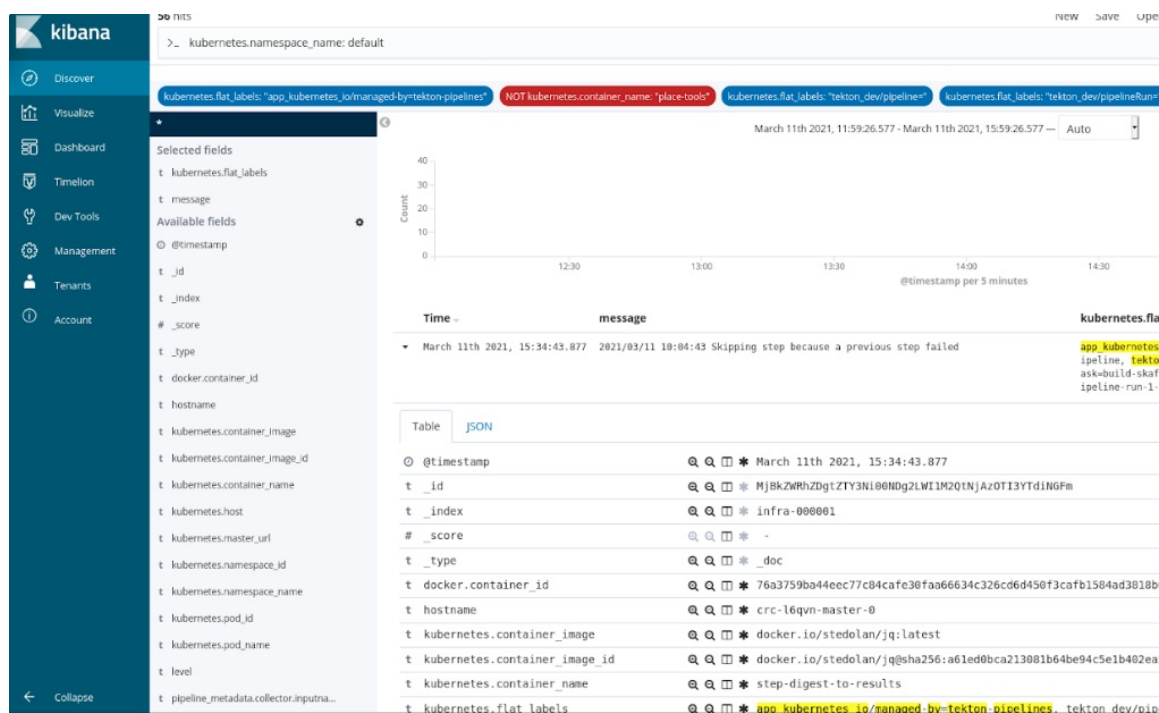 56 hits
New Save Ope
kibana
>_ kubernetes.namespace_name: default
Discover
Visualize
Dashboard
Timelion
Dev Tools
Management
Tenants
Account
Collapse
kubernetes.flat_labels: "app_kubernetes_io/managed-by=tekton-pipelines" NOT kubernetes.container_name: "place-tools" kubernetes.flat_labels: "tekton_dev/pipeline=" kubernetes.flat_labels: "tekton_dev/pipelineRun=
*
Selected fields
t kubernetes.flat_labels
t message
Available fields
@timestamp
t _id
t _index
# _score
t _type
t docker.container_id
t hostname
t kubernetes.container_image
t kubernetes.container_image_id
t kubernetes.container_name
t kubernetes.host
t kubernetes.master_url
t kubernetes.namespace_id
t kubernetes.namespace_name
t kubernetes.pod_id
t kubernetes.pod_name
t level
t pipeline_metadata.collector.inputna...
March 11th 2021, 11:59:26.577 - March 11th 2021, 15:59:26.577 — Auto
Count
40
30
20
10
0
12:30 13:00 13:30 14:00 14:30
@timestamp per 5 minutes
Time message kubernetes.fla
March 11th 2021, 15:34:43.877 2021/03/11 10:04:43 Skipping step because a previous step failed
app_kubernetes
ipeline, tekto
ask=build-skaf
ipeline-run-1-
Table JSON
@timestamp March 11th 2021, 15:34:43.877
t _id
t _index infra-000001
# _score -
t _type _doc
t docker.container_id
t hostname crc-l6qvn-master-0
t kubernetes.container_image docker.io/stedolan/jq:latest
t kubernetes.container_image_id docker.io/stedolan/jq@sha256:a61ed0bca213081b64be94c5e1b402ea
t kubernetes.container_name step-digest-to-results
t kubernetes.flat_labels app_kubernetes_io/managed-by=tekton-pipelines, tekton_dev/pip